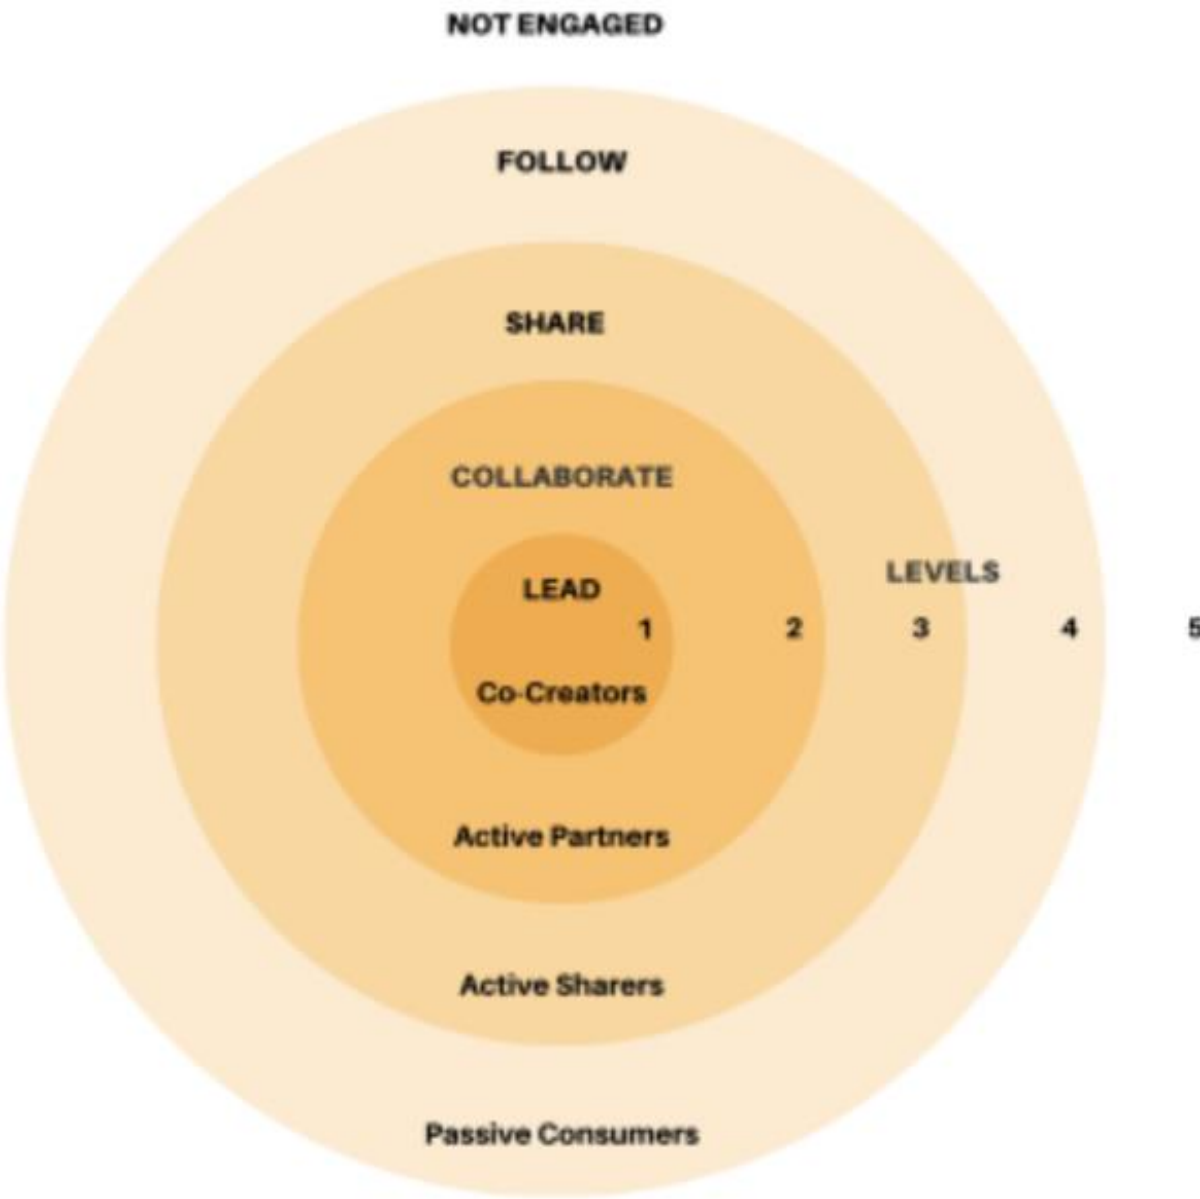 NOT ENGAGED
FOLLOW
SHARE
COLLABORATE
LEVELS
LEAD
1 2 3 4 5
Co-Creators
Active Partners
Active Sharers
Passive Consumers